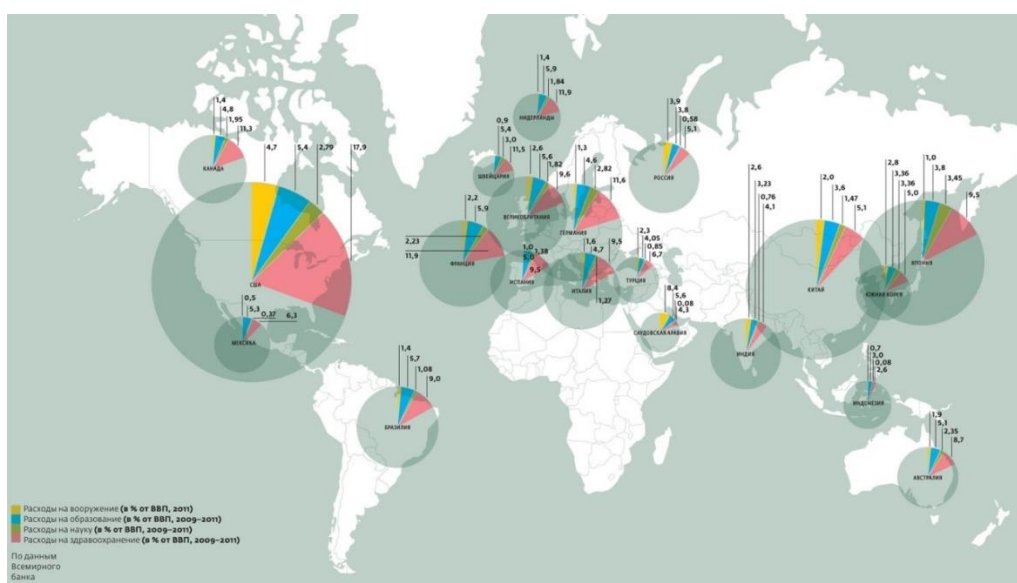 1,4
5,9
1,84
11,9
НИДЕРЛАНДЫ
1,4
4,8
1,95
11,3
КАНАДА
0,9
5,4
3,0
11,5
ШВЕЙЦАРИЯ
2,6
5,6
1,82
9,6
ВЕЛИКОБРИТАНИЯ
1,3
4,6
2,82
11,6
ГЕРМАНИЯ
3,9
3,8
0,58
5,1
РОССИЯ
4,7
5,4
2,79
17,9
США
2,2
5,9
2,23
11,9
ФРАНЦИЯ
1,0
5,0
1,38
9,5
ИСПАНИЯ
1,6
4,7
9,5
1,27
ИТАЛИЯ
2,3
4,05
0,85
6,7
ТУРЦИЯ
8,4
5,6
0,08
4,3
САУДОВСКАЯ АРАВИЯ
2,6
3,23
0,76
4,1
ИНДИЯ
2,0
3,6
1,47
5,1
КИТАЙ
2,8
3,36
3,36
5,0
ЮЖНАЯ КОРЕЯ
1,0
3,8
3,45
9,5
ЯПОНИЯ
0,5
5,3
0,37
6,3
МЕКСИКА
1,4
5,7
1,08
9,0
БРАЗИЛИЯ
0,7
3,0
0,08
2,6
ИНДОНЕЗИЯ
1,9
5,1
2,35
8,7
АВСТРАЛИЯ
Расходы на вооружение (в % от ВВП, 2011)
Расходы на образование (в % от ВВП, 2009–2011)
Расходы на науку (в % от ВВП, 2009–2011)
Расходы на здравоохранение (в % от ВВП, 2009–2011)
По данным
Всемирного
банка